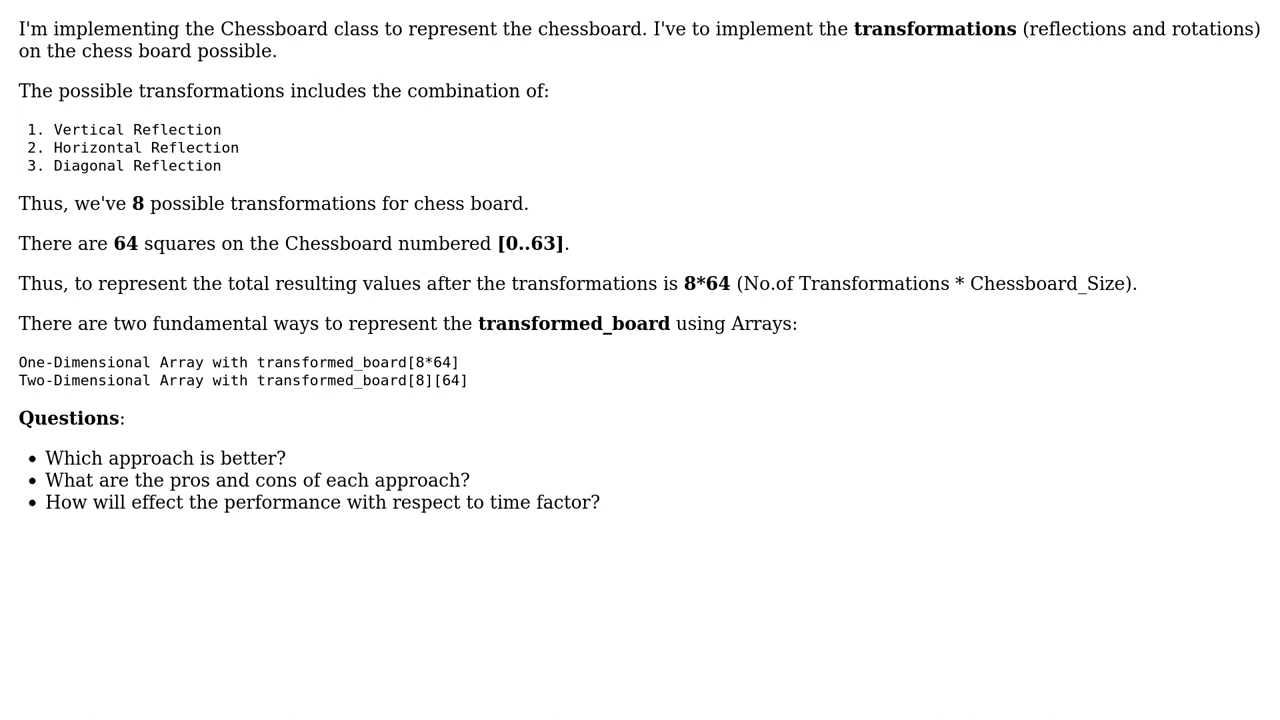 I'm implementing the Chessboard class to represent the chessboard. I've to implement the transformations (reflections and rotations)
on the chess board possible.
The possible transformations includes the combination of:
1. Vertical Reflection
2. Horizontal Reflection
3. Diagonal Reflection
Thus, we've 8 possible transformations for chess board.
There are 64 squares on the Chessboard numbered [0..63].
Thus, to represent the total resulting values after the transformations is 8*64 (No.of Transformations * Chessboard_Size).
There are two fundamental ways to represent the transformed_board using Arrays:
One-Dimensional Array with transformed_board[8*64]
Two-Dimensional Array with transformed_board[8][64]
Questions:
• Which approach is better?
• What are the pros and cons of each approach?
• How will effect the performance with respect to time factor?